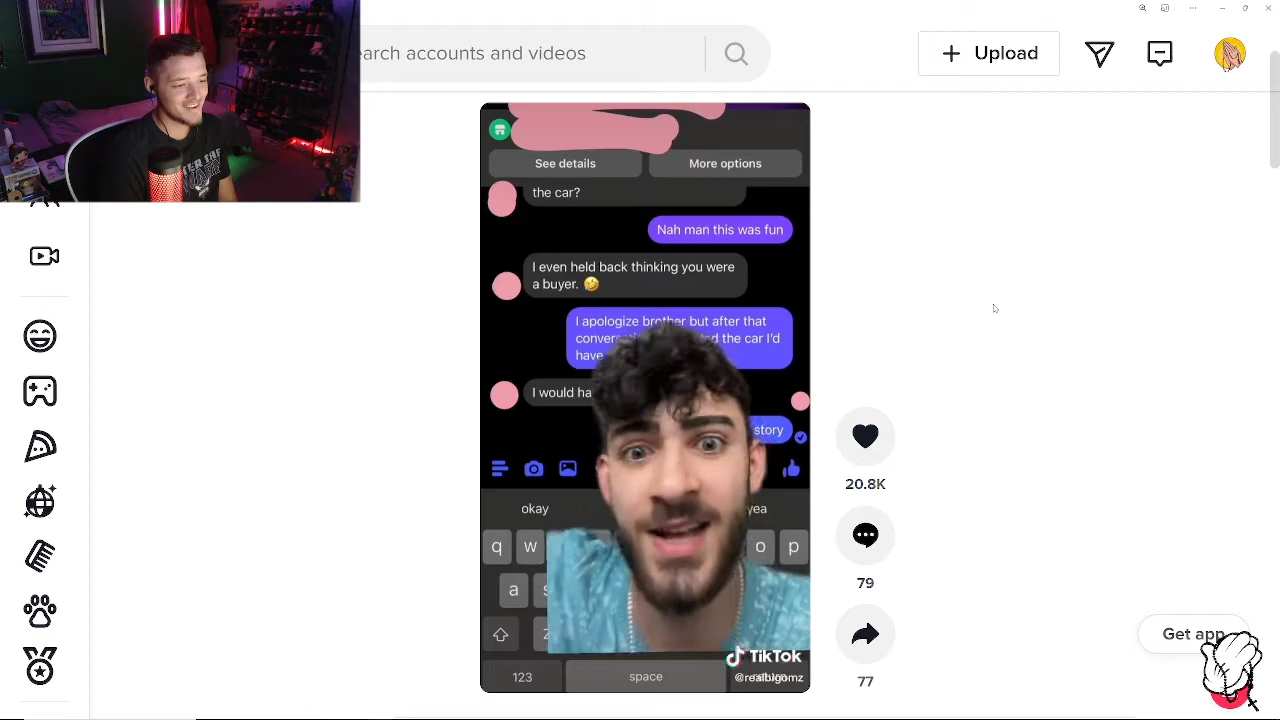 earch accounts and videos
Upload
See details
More options
the car?
Nah man this was fun
I even held back thinking you were
a buyer. 🤣
I apologize brother but after that
the car I'd
have
I would ha
story
okay
yea
q w o p
a
123
space
TikTok
20.8K
79
77
Get app